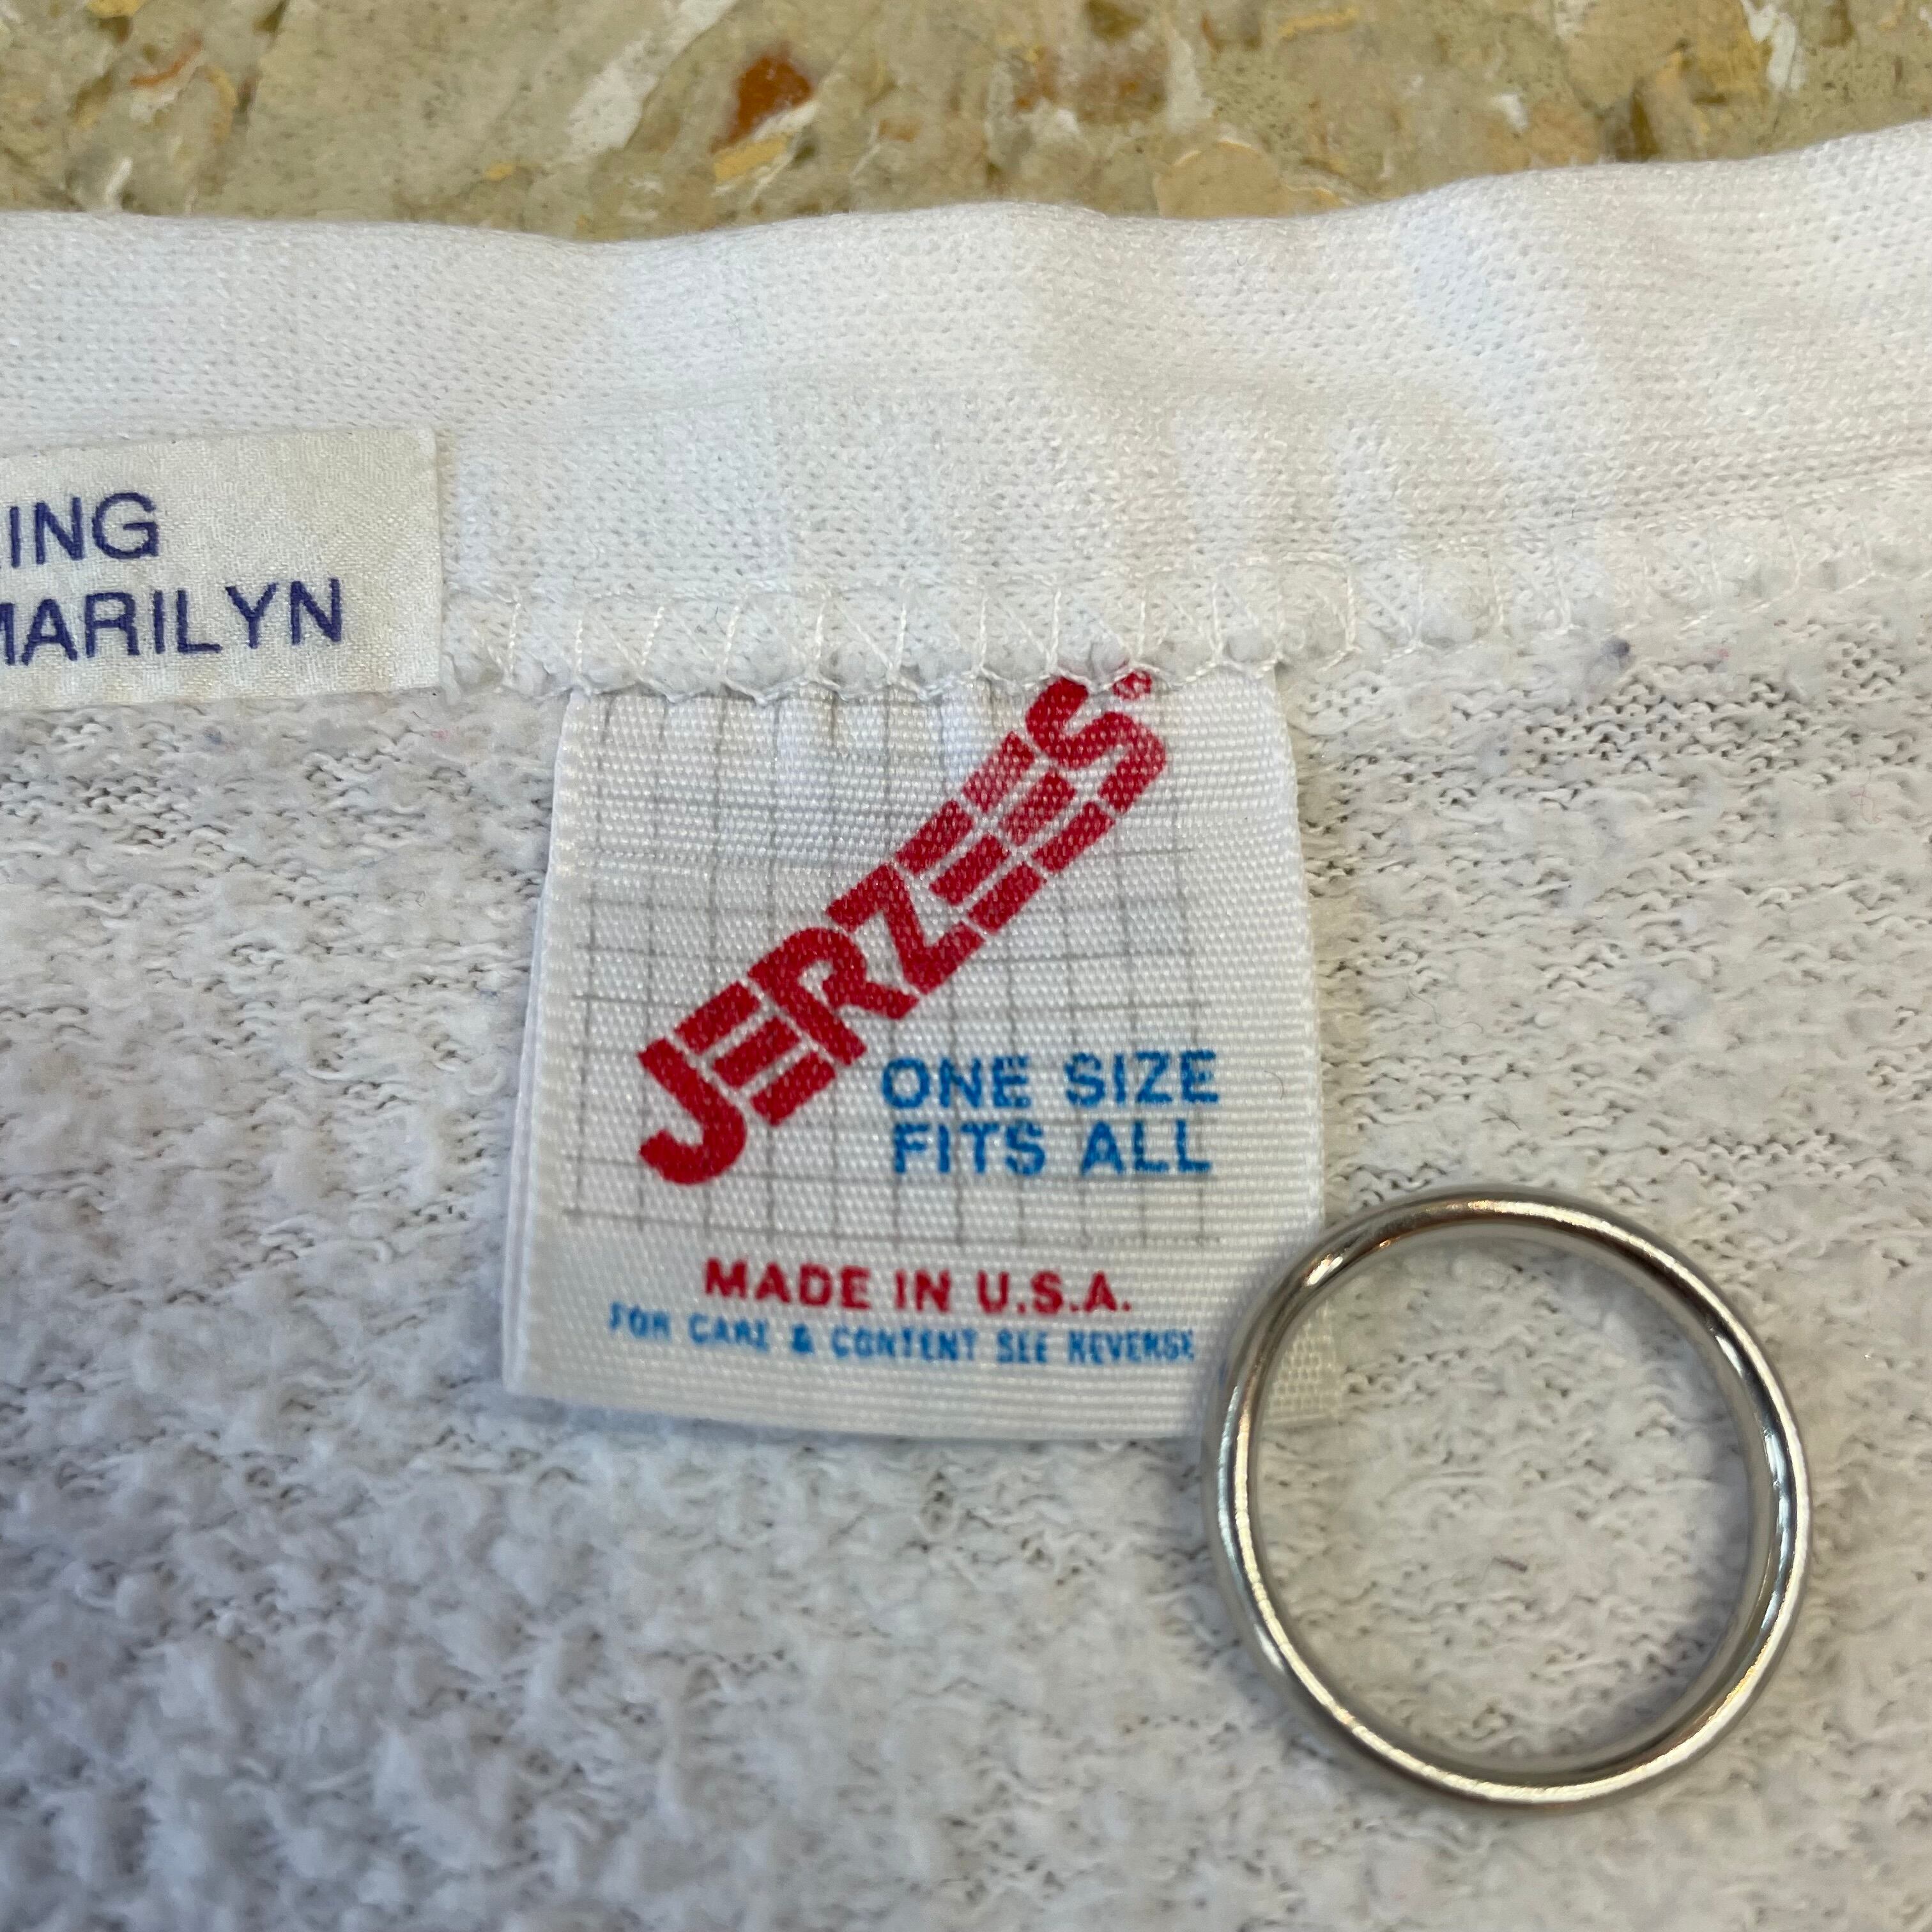 ING
MARILYN
JERZEES®
ONE SIZE
FITS ALL
MADE IN U.S.A.
FOR CARE & CONTENT SEE REVERSE